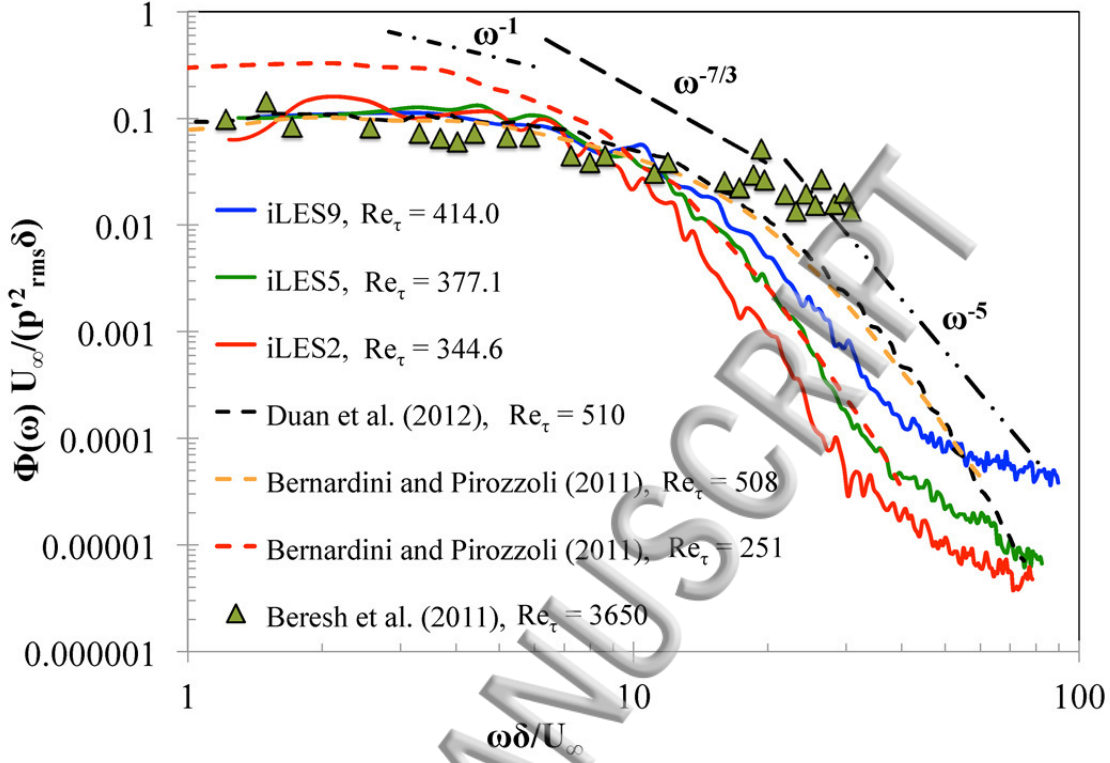 1
0.1
0.01
0.001
0.0001
0.00001
0.000001
Φ(ω) U∞/(p'²rmsδ)
ω⁻¹
ω⁻⁷/³
ω⁻⁵
iLES9, Reτ = 414.0
iLES5, Reτ = 377.1
iLES2, Reτ = 344.6
Duan et al. (2012), Reτ = 510
Bernardini and Pirozzoli (2011), Reτ = 508
Bernardini and Pirozzoli (2011), Reτ = 251
Beresh et al. (2011), Reτ = 3650
1
10
100
ωδ/U∞
NUSCRIPT